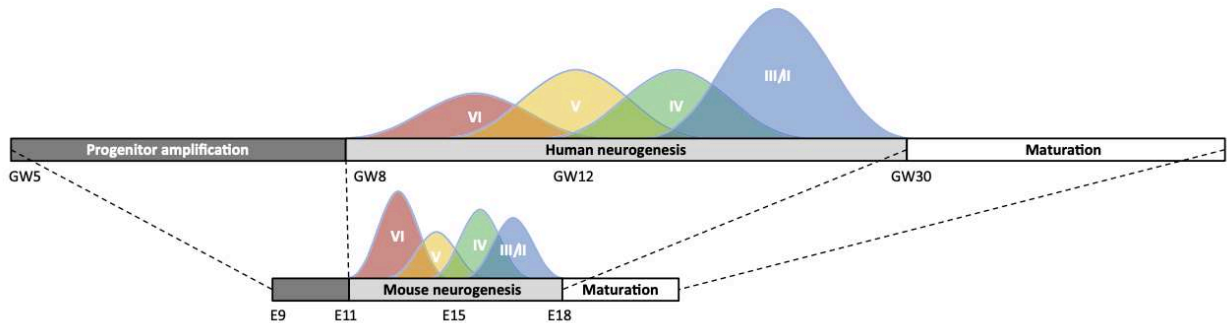 III/II
V
IV
VI
Progenitor amplification
Human neurogenesis
Maturation
GW5
GW8
GW12
GW30
VI
IV
III/II
V
Mouse neurogenesis
Maturation
E9
E11
E15
E18